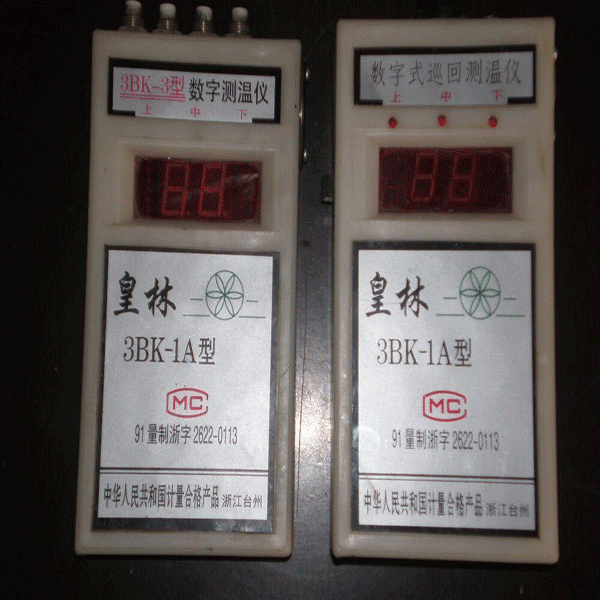 3BK-3型 数字测温仪
上 中 下
皇林
3BK-1A型
MC
91量制浙字2622-0113
中华人民共和国计量合格产品 浙江台州
数字式巡回测温仪
上 中 下
皇林
3BK-1A型
MC
91量制浙字2622-0113
中华人民共和国计量合格产品 浙江台州